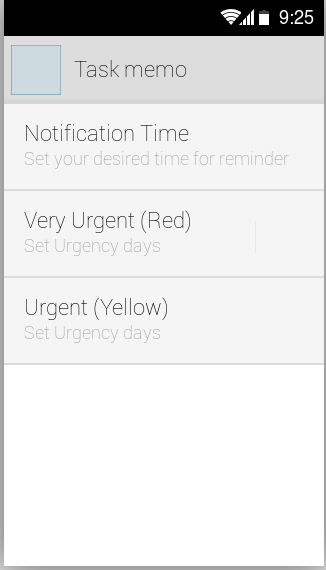 9:25
Task memo
Notification Time
Set your desired time for reminder
Very Urgent (Red)
Set Urgency days
Urgent (Yellow)
Set Urgency days